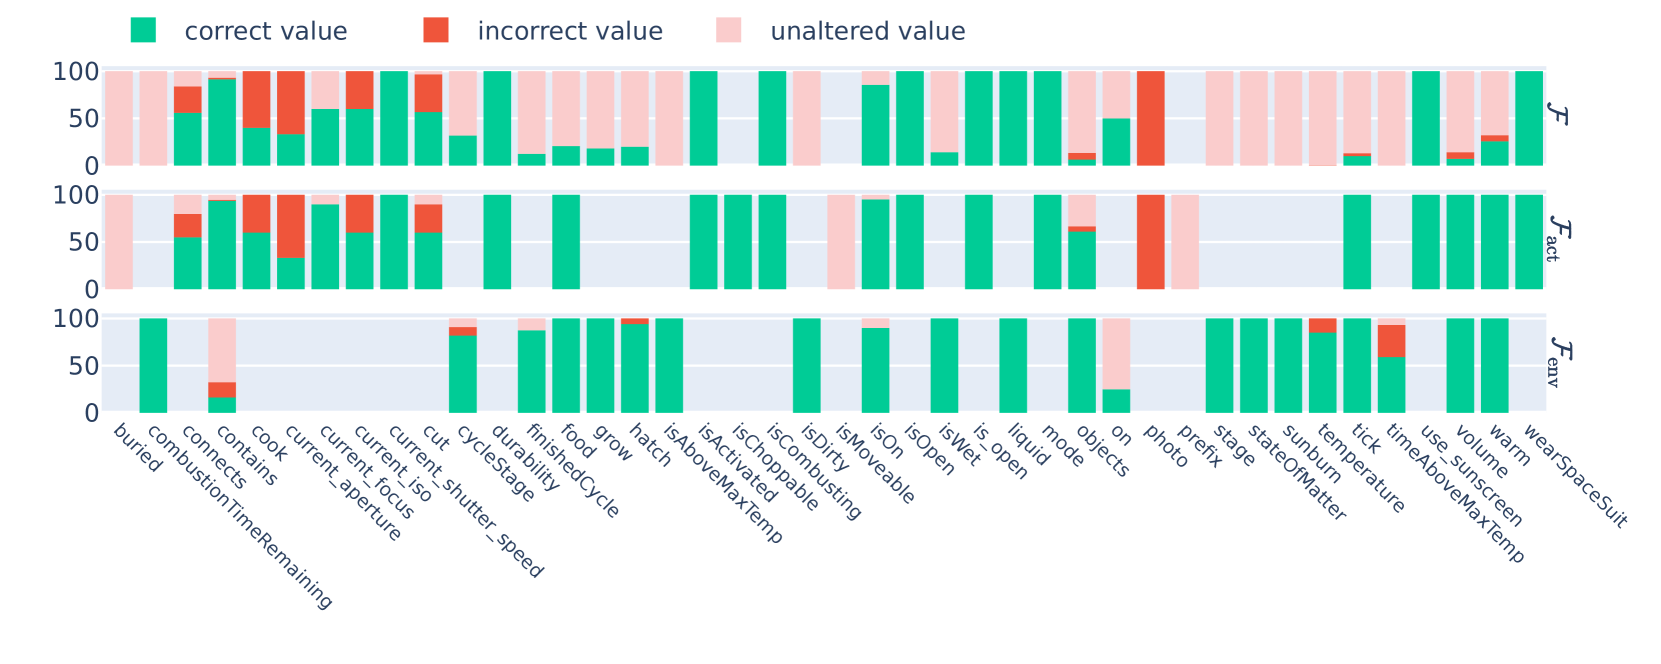 correct value incorrect value unaltered value
100
50
0
ℱ
100
50
0
ℱact
100
50
0
ℱenv
buried
combustionTimeRemaining
connects
contains
cook
current_aperture
current_focus
current_iso
current_shutter_speed
cut
cycleStage
durability
finishedCycle
food
grow
hatch
isAboveMaxTemp
isActivated
isChoppable
isCombusting
isDirty
isMoveable
isOn
isOpen
isWet
is_open
liquid
mode
objects
on
photo
prefix
stage
stateOfMatter
sunburn
temperature
tick
timeAboveMaxTemp
use_sunscreen
volume
warm
wearSpaceSuit